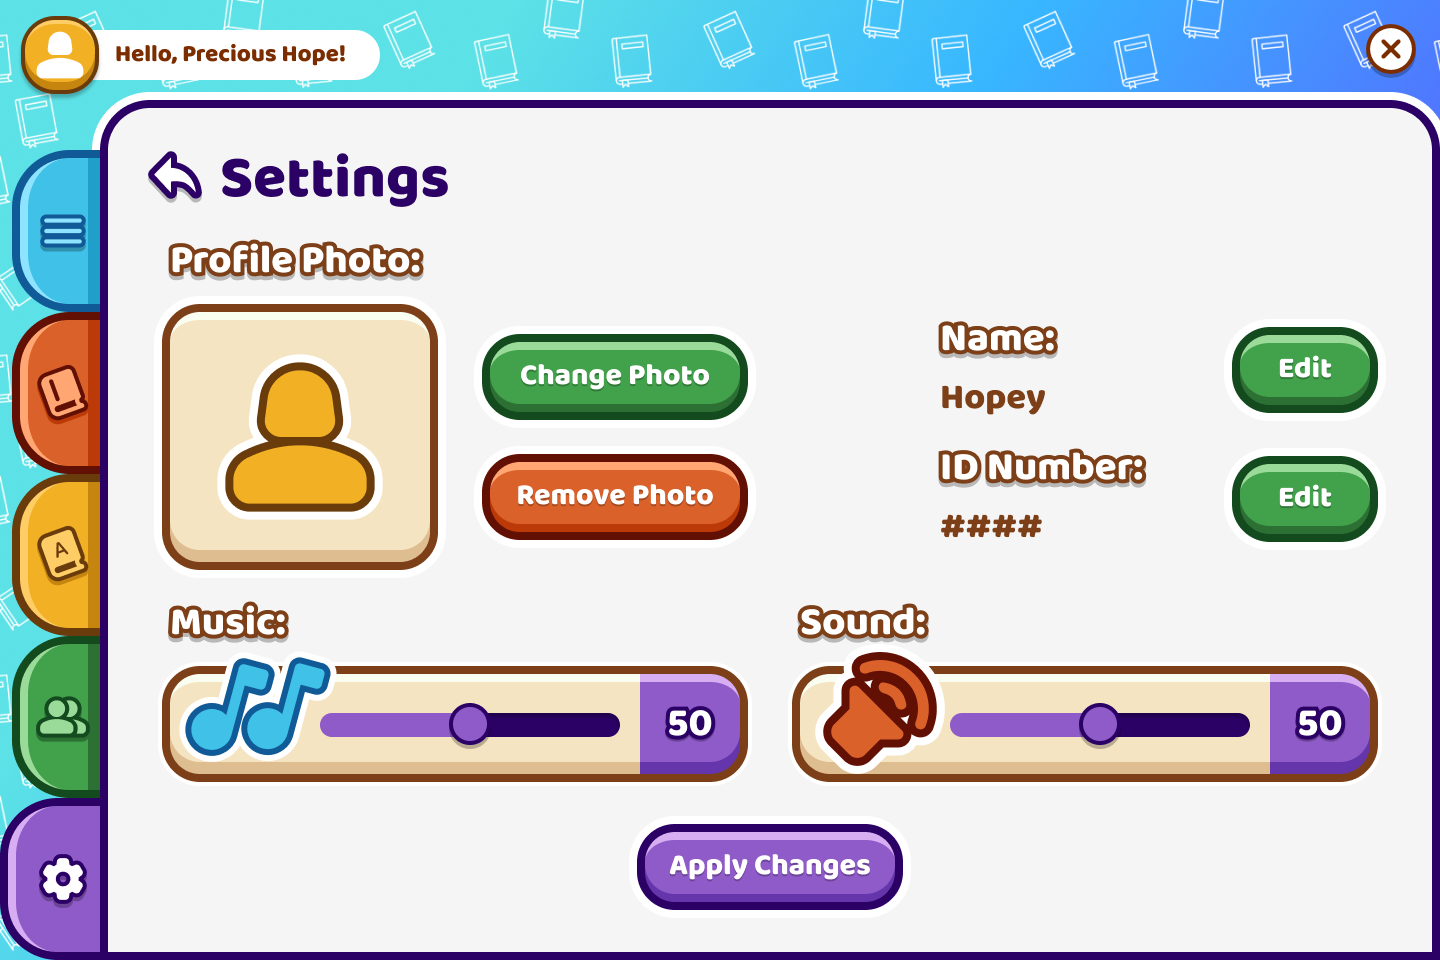 Hello, Precious Hope!
Settings
Profile Photo:
Change Photo
Remove Photo
Name:
Hopey
Edit
ID Number:
####
Edit
A
Music:
50
Sound:
50
Apply Changes